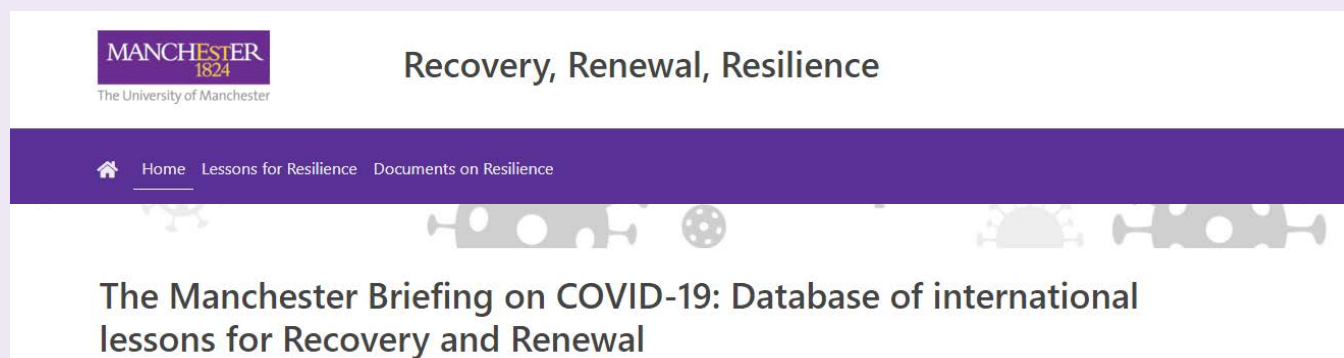 MANCHESTER
1824
The University of Manchester
Recovery, Renewal, Resilience
Home Lessons for Resilience Documents on Resilience
The Manchester Briefing on COVID-19: Database of international
lessons for Recovery and Renewal